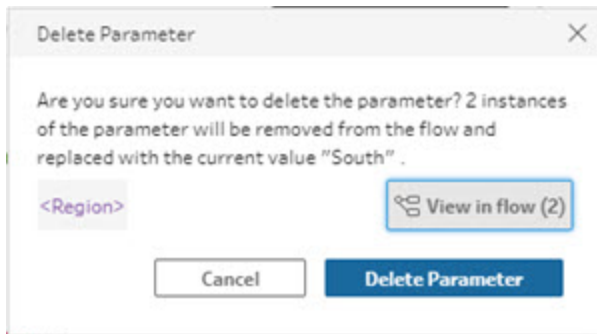 Delete Parameter
Are you sure you want to delete the parameter? 2 instances
of the parameter will be removed from the flow and
replaced with the current value "South" .
<Region>
View in flow (2)
Cancel
Delete Parameter